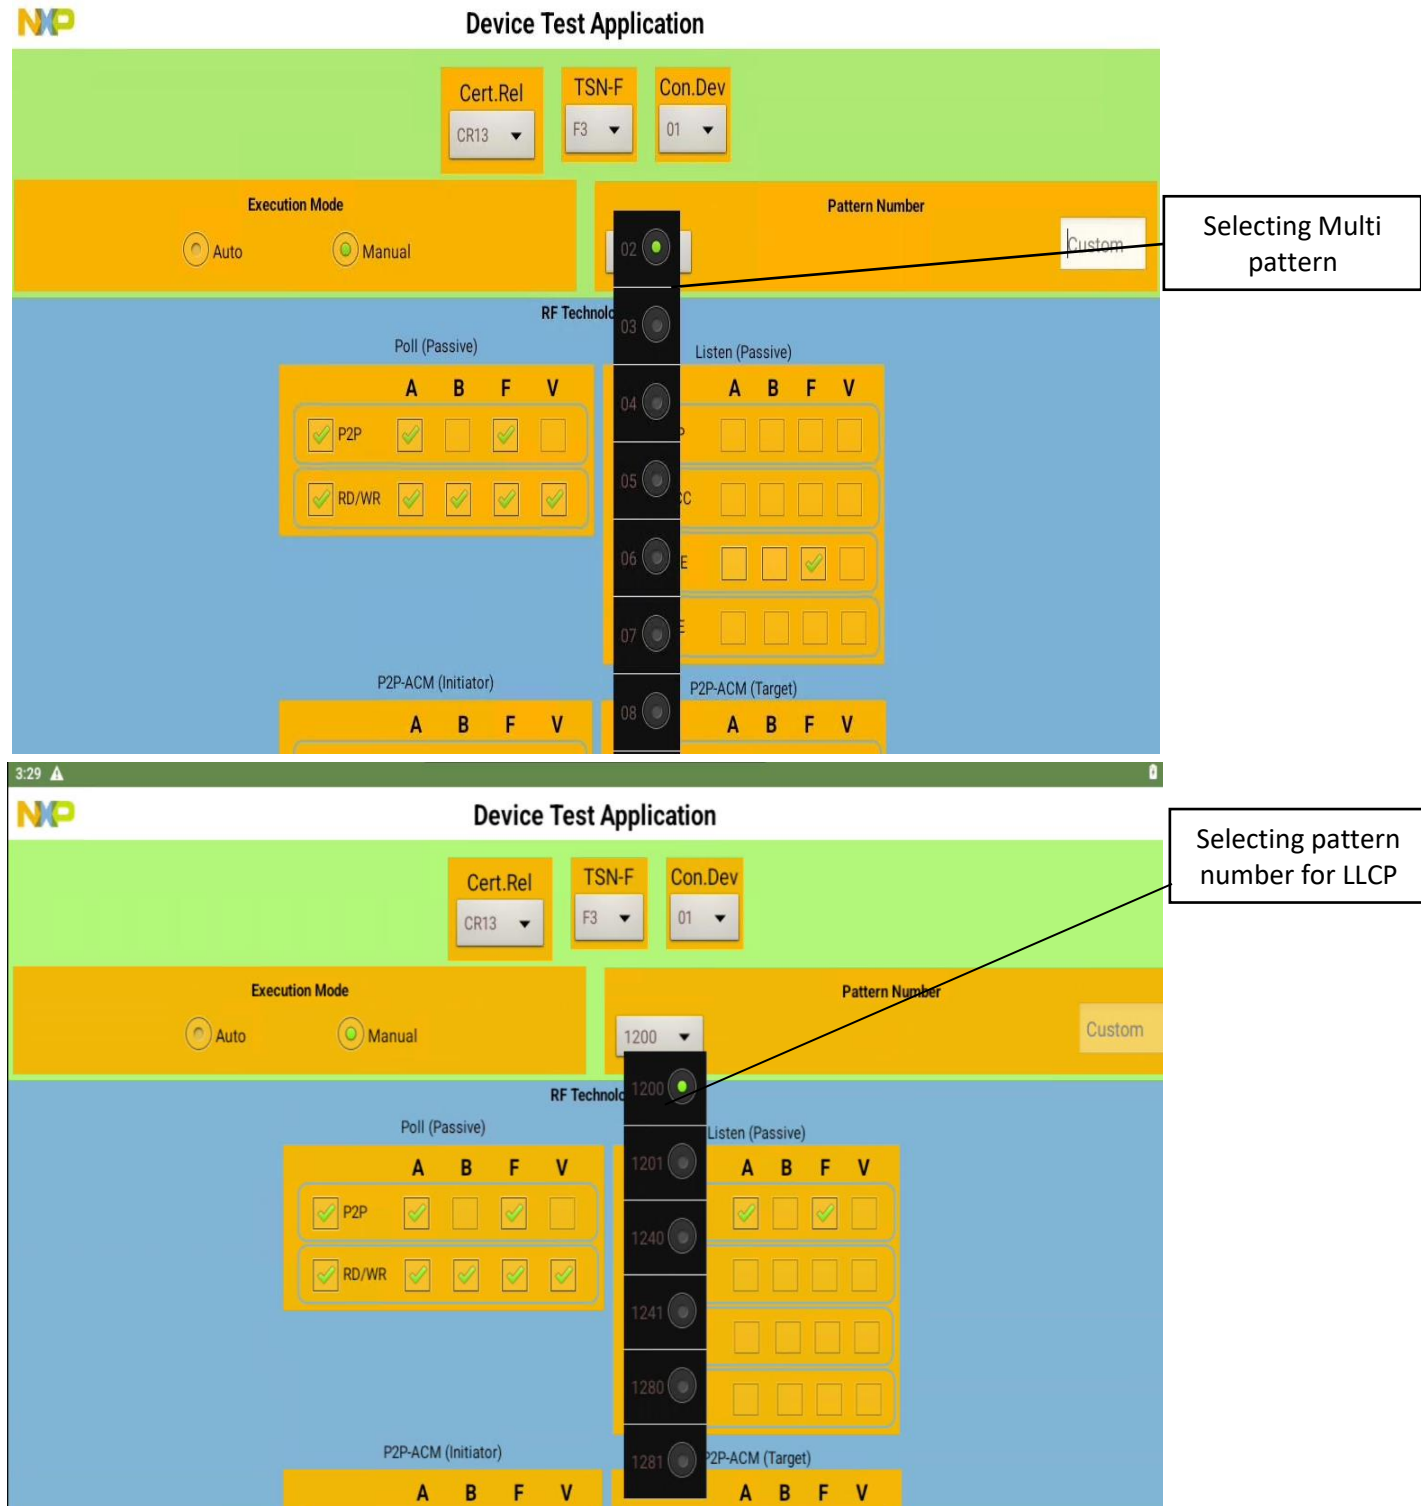 NXP
Device Test Application
Cert.Rel
TSN-F
Con.Dev
CR13
F3
01
Execution Mode
Auto
Manual
Pattern Number
Custom
Selecting Multi
pattern
02
03
04
05
06
07
08
RF Technolo
Poll (Passive)
A B F V
P2P
RD/WR
Listen (Passive)
A B F V
P
CC
E
E
P2P-ACM (Initiator)
A B F V
P2P-ACM (Target)
A B F V
3:29
NXP
Device Test Application
Selecting pattern
number for LLCP
Cert.Rel
TSN-F
Con.Dev
CR13
F3
01
Execution Mode
Auto
Manual
Pattern Number
1200
Custom
1200
1201
1240
1241
1280
1281
RF Technolo
Poll (Passive)
A B F V
P2P
RD/WR
Listen (Passive)
A B F V
P2P-ACM (Initiator)
A B F V
P2P-ACM (Target)
A B F V